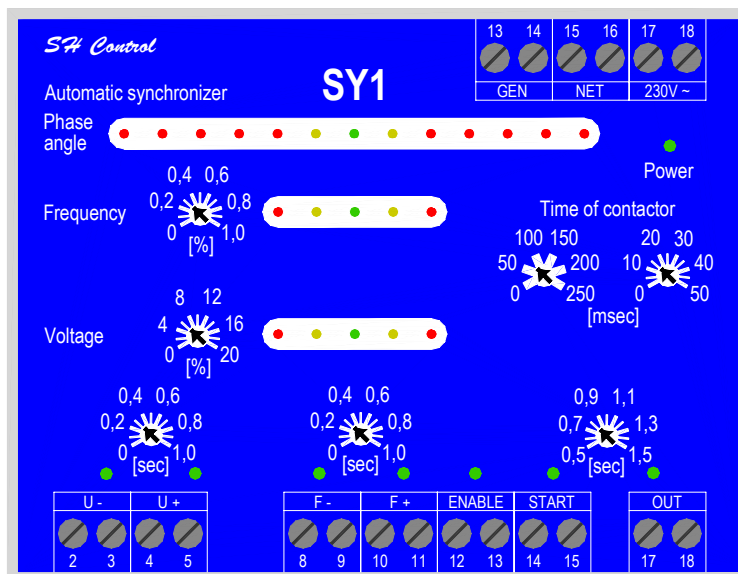 SH Control
13 14 15 16 17 18
GEN NET 230V ~
Automatic synchronizer SY1
Phase
angle
Power
0,4 0,6
0,2 0,8
Frequency
0 1,0
[%]
Time of contactor
100 150
50 200
0 250
20 30
10 40
0 50
[msec]
8 12
4 16
Voltage
0 20
[%]
0,4 0,6
0,2 0,8
0 1,0
[sec]
0,4 0,6
0,2 0,8
0 1,0
[sec]
0,9 1,1
0,7 1,3
0,5 1,5
[sec]
U - U + F - F + ENABLE START OUT
2 3 4 5 8 9 10 11 12 13 14 15 17 18